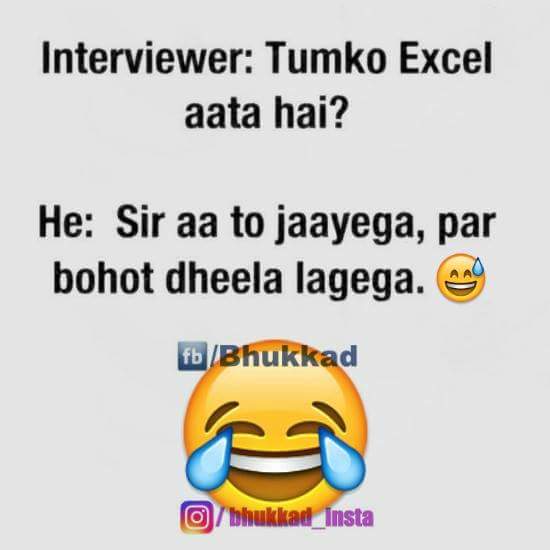 Interviewer: Tumko Excel
aata hai?
He: Sir aa to jaayega, par
bohot dheela lagega. 😅
fb/Bhukkad
/bhukkad_insta